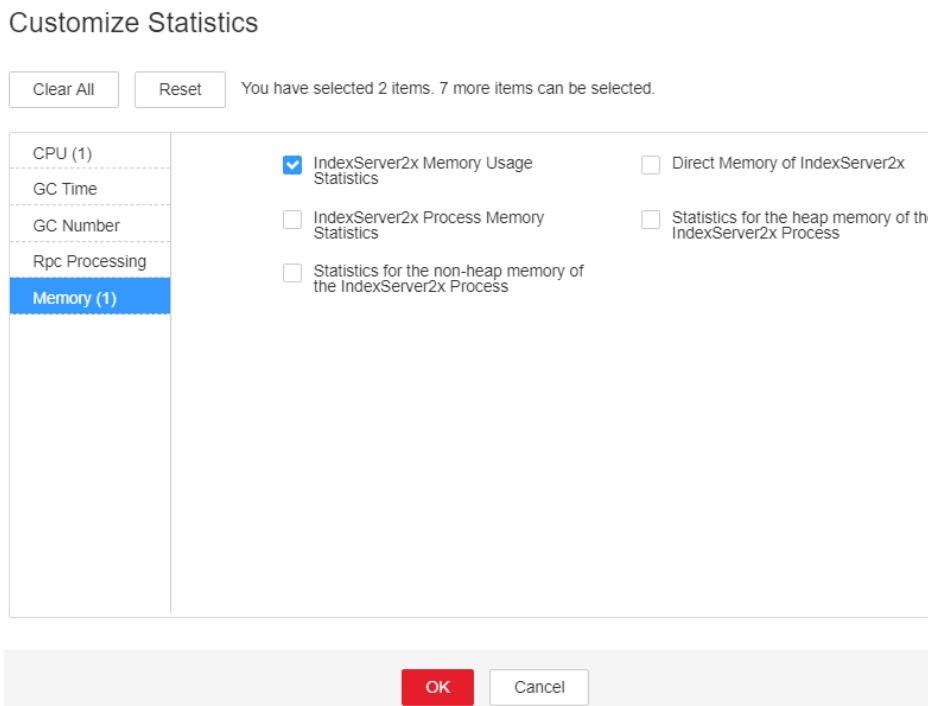 Customize Statistics
Clear All
Reset
You have selected 2 items. 7 more items can be selected.
CPU (1)
GC Time
GC Number
Rpc Processing
Memory (1)
IndexServer2x Memory Usage
Statistics
Direct Memory of IndexServer2x
IndexServer2x Process Memory
Statistics
Statistics for the heap memory of
IndexServer2x Process
Statistics for the non-heap memory of
the IndexServer2x Process
OK
Cancel